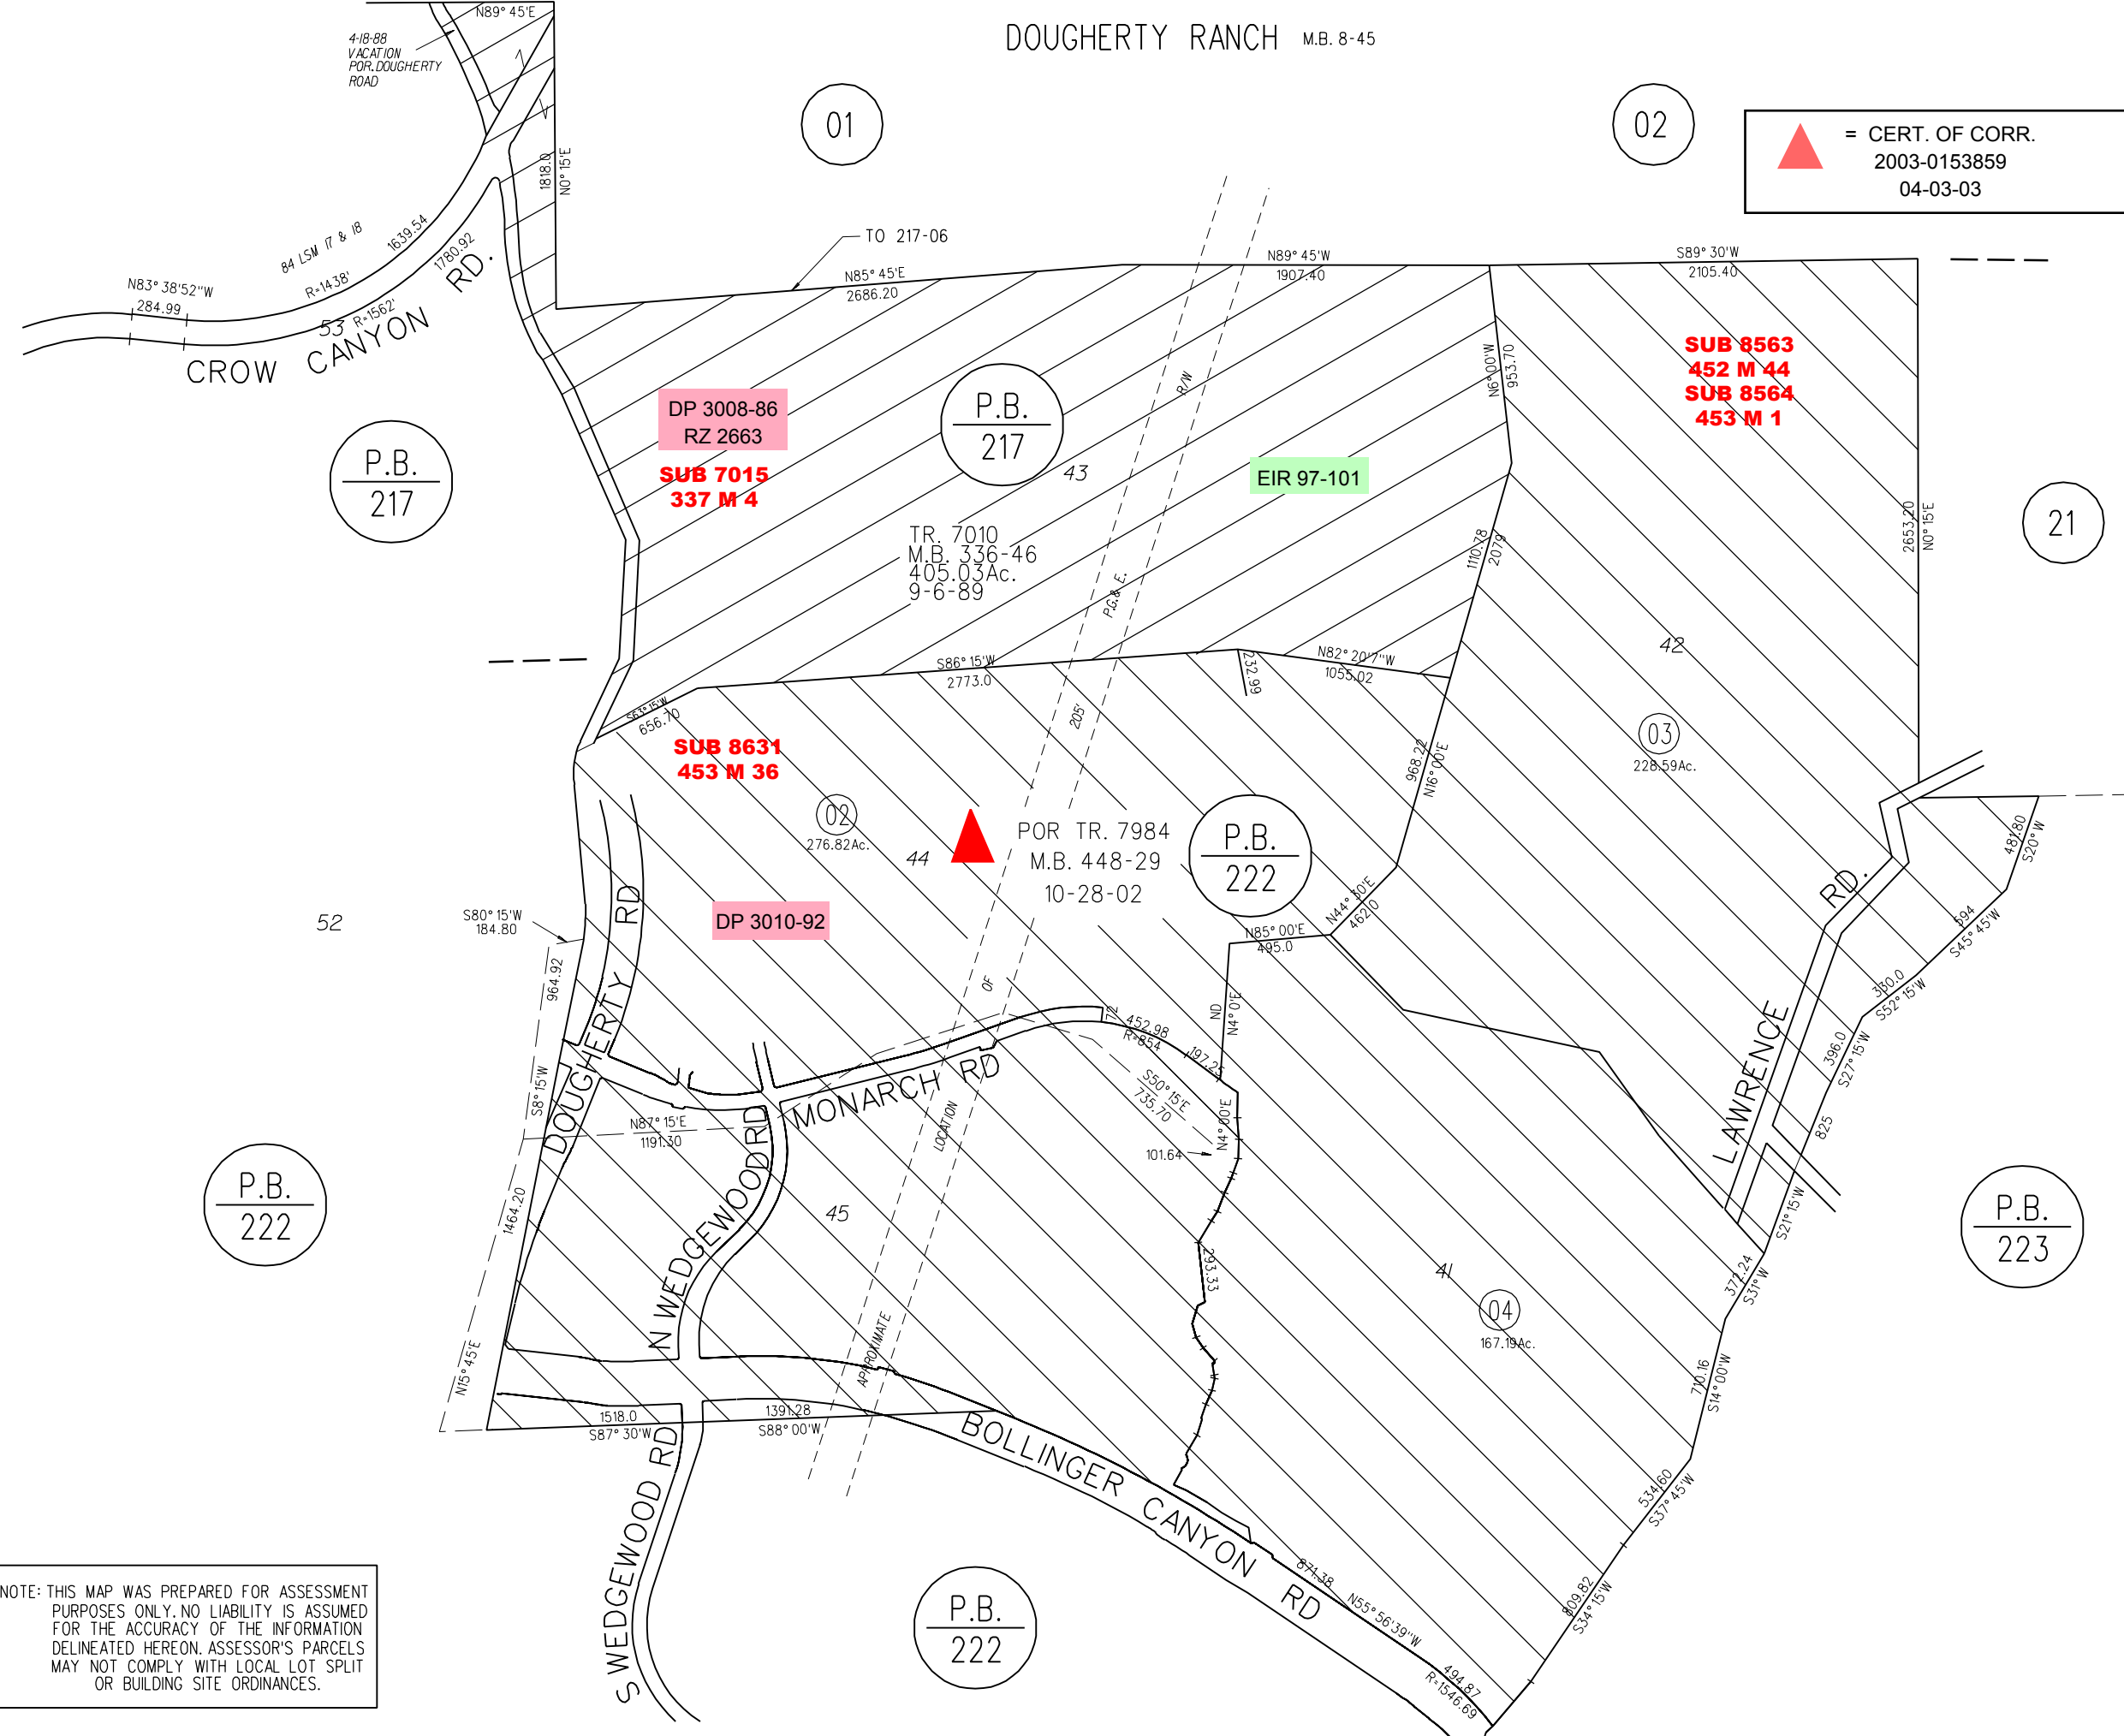 DOUGHERTY RANCH M.B. 8-45
N89° 45'E
4-18-88
VACATION
POR. DOUGHERTY
ROAD
01
02
= CERT. OF CORR.
2003-0153859
04-03-03
1818.0
N0° 15'E
84 LSM 17 & 18
1639.54
1780.92
R=1438'
R=1562'
N83° 38'52"W
284.99
53
CROW CANYON RD.
TO 217-06
N85° 45'E
2686.20
N89° 45'W
1907.40
S89° 30'W
2105.40
SUB 8563
452 M 44
SUB 8564
453 M 1
N6° 00'W
953.70
DP 3008-86
RZ 2663
SUB 7015
337 M 4
P.B.
217
P.B.
217
43
R/W
EIR 97-101
21
2653.20
N0° 15'E
TR. 7010
M.B. 336-46
405.03Ac.
9-6-89
P.G.& E.
1110.78
2079
42
S86° 15'W
2773.0
N82° 20'7"W
1055.02
232.99
S63° 15'W
656.70
205'
SUB 8631
453 M 36
03
228.59Ac.
968.22
N16° 00'E
02
276.82Ac.
44
POR TR. 7984
M.B. 448-29
10-28-02
P.B.
222
481.80
S20° W
RD.
N44° 30'E
462.0
DP 3010-92
52
S80° 15'W
184.80
N85° 00'E
495.0
594
S45° 45'W
964.92
DOUGHERTY RD
OF
330.0
S52° 15'W
ND
N4° 0'E
72
452.98
R=854
197.25
LAWRENCE
396.0
S27° 15'W
S8° 15'W
DOUGHERTY
MONARCH RD
S50° 15'E
735.70
N4° 00'E
101.64
825
N87° 15'E
1191.30
LOCATION
N WEDGEWOOD RD
P.B.
222
1464.20
45
S21° 15'W
P.B.
223
293.33
41
372.24
S31° W
04
167.19Ac.
N15° 45'E
APPROXIMATE
710.16
S14° 00'W
1518.0
S87° 30'W
1391.28
S88° 00'W
BOLLINGER CANYON RD
S WEDGEWOOD RD
534.60
S37° 45'W
871.38
N55° 56'39"W
809.82
S34° 15'W
P.B.
222
494.87
R=1546.69
NOTE: THIS MAP WAS PREPARED FOR ASSESSMENT
PURPOSES ONLY. NO LIABILITY IS ASSUMED
FOR THE ACCURACY OF THE INFORMATION
DELINEATED HEREON. ASSESSOR'S PARCELS
MAY NOT COMPLY WITH LOCAL LOT SPLIT
OR BUILDING SITE ORDINANCES.